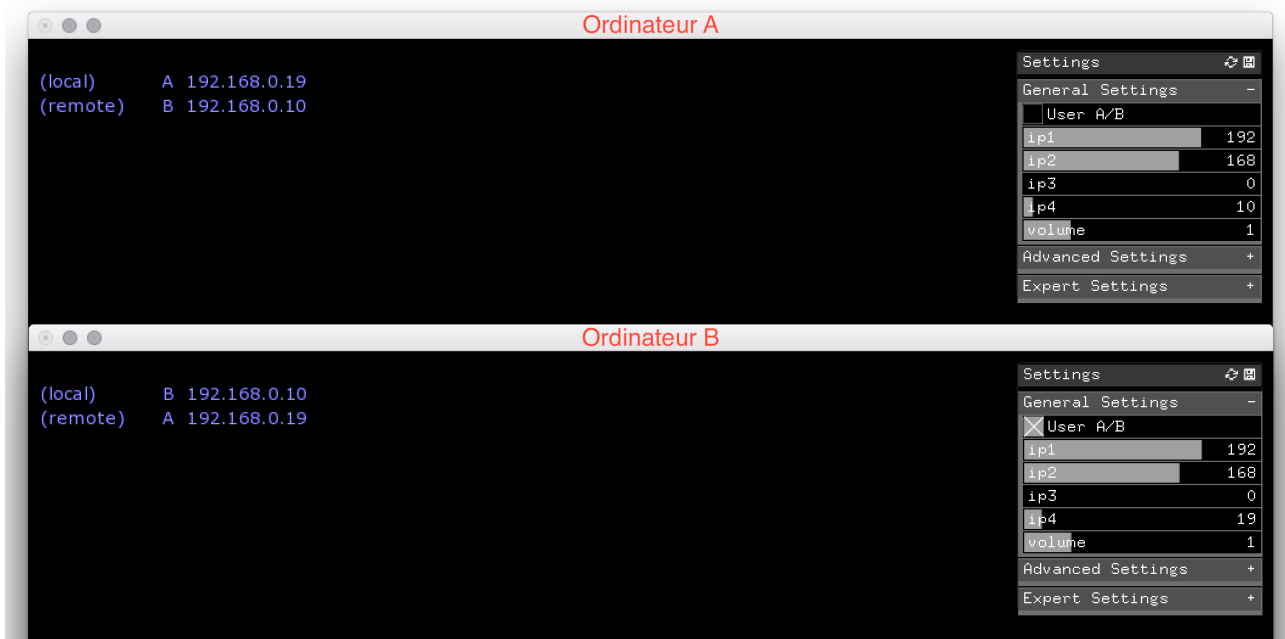 Ordinateur A
(local) A 192.168.0.19
(remote) B 192.168.0.10
Settings
General Settings -
User A/B
ip1 192
ip2 168
ip3 0
ip4 10
volume 1
Advanced Settings +
Expert Settings +
Ordinateur B
(local) B 192.168.0.10
(remote) A 192.168.0.19
Settings
General Settings -
User A/B
ip1 192
ip2 168
ip3 0
ip4 19
volume 1
Advanced Settings +
Expert Settings +